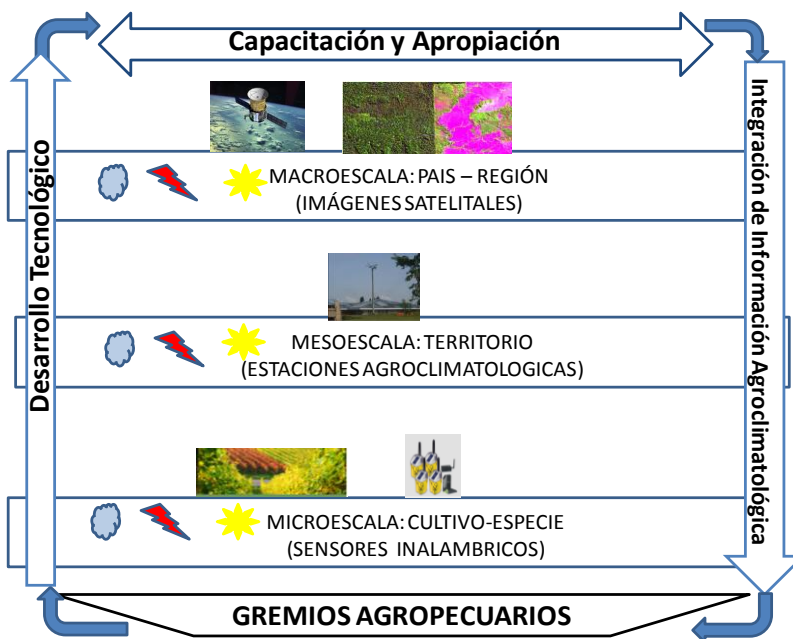 Capacitación y Apropiación
Desarrollo Tecnológico
Integración de Información Agroclimatológica
MACROESCALA: PAIS – REGIÓN
(IMÁGENES SATELITALES)
MESOESCALA: TERRITORIO
(ESTACIONES AGROCLIMATOLOGICAS)
MICROESCALA: CULTIVO-ESPECIE
(SENSORES INALAMBRICOS)
GREMIOS AGROPECUARIOS